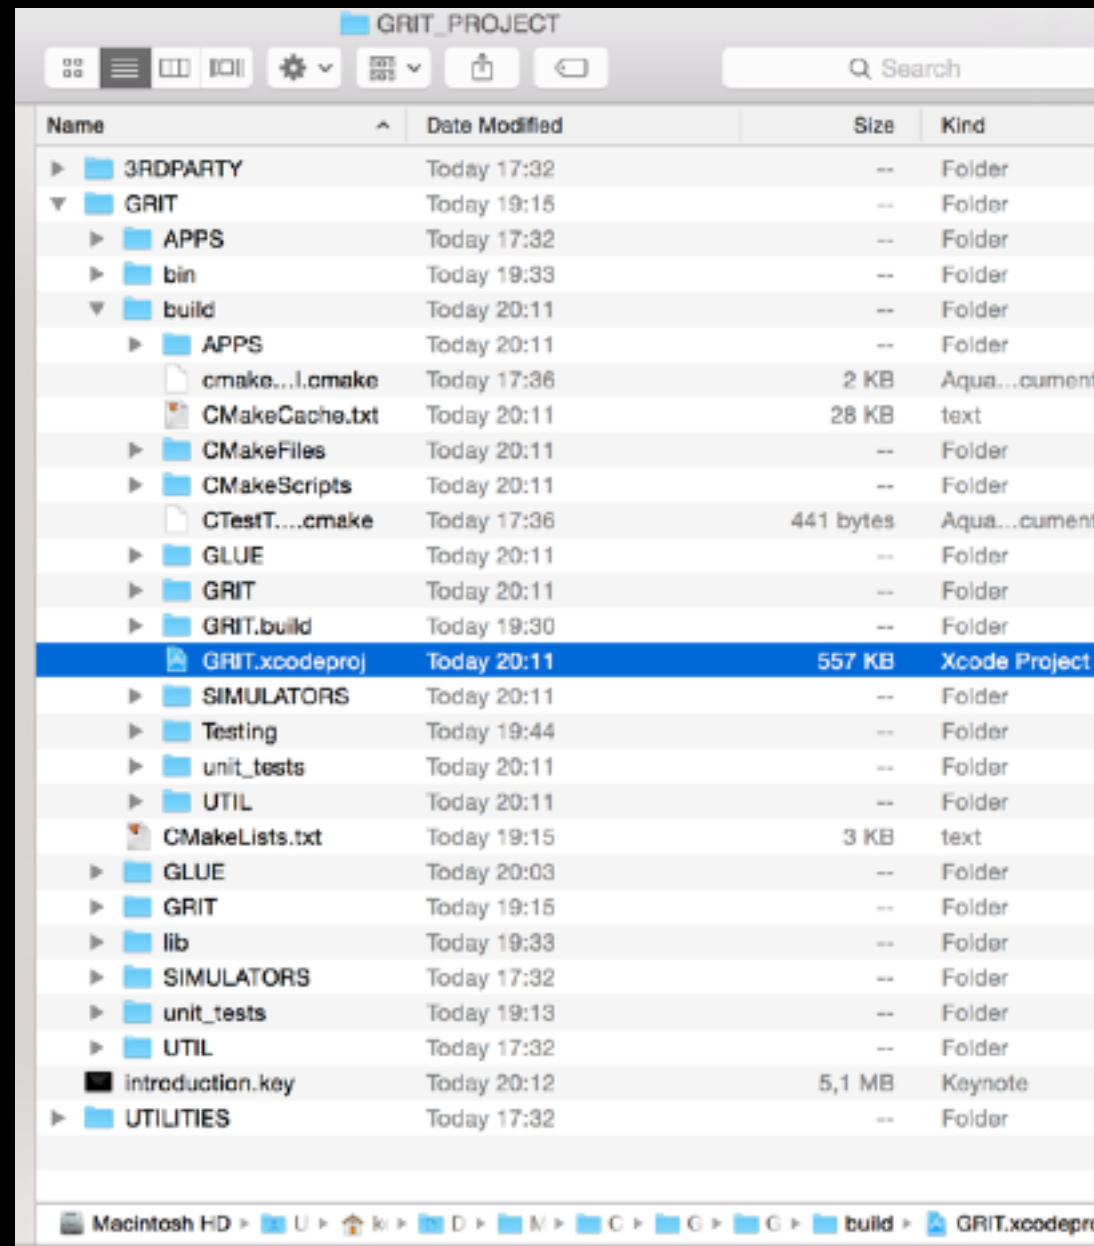 GRIT_PROJECT
Search
Name Date Modified Size Kind
3RDPARTY Today 17:32 -- Folder
GRIT Today 19:15 -- Folder
APPS Today 17:32 -- Folder
bin Today 19:33 -- Folder
build Today 20:11 -- Folder
APPS Today 20:11 -- Folder
cmake...l.cmake Today 17:36 2 KB Aqua...cument
CMakeCache.txt Today 20:11 28 KB text
CMakeFiles Today 20:11 -- Folder
CMakeScripts Today 20:11 -- Folder
CTestT....cmake Today 17:36 441 bytes Aqua...cument
GLUE Today 20:11 -- Folder
GRIT Today 20:11 -- Folder
GRIT.build Today 19:30 -- Folder
GRIT.xcodeproj Today 20:11 557 KB Xcode Project
SIMULATORS Today 20:11 -- Folder
Testing Today 19:44 -- Folder
unit_tests Today 20:11 -- Folder
UTIL Today 20:11 -- Folder
CMakeLists.txt Today 19:15 3 KB text
GLUE Today 20:03 -- Folder
GRIT Today 19:15 -- Folder
lib Today 19:33 -- Folder
SIMULATORS Today 17:32 -- Folder
unit_tests Today 19:13 -- Folder
UTIL Today 17:32 -- Folder
introduction.key Today 20:12 5,1 MB Keynote
UTILITIES Today 17:32 -- Folder
Macintosh HD U D M C G G build GRIT.xcodepro